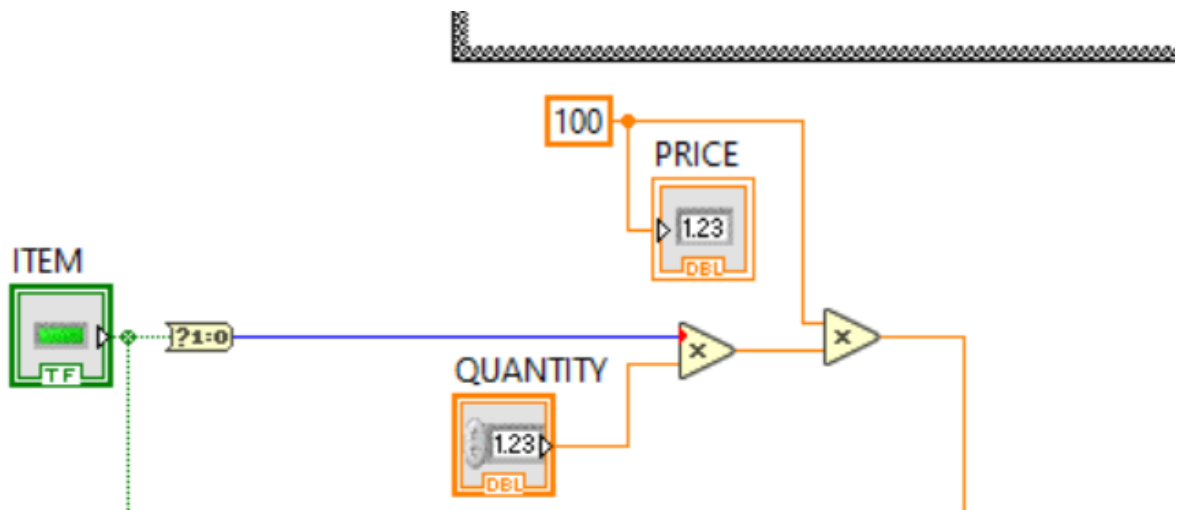 100
PRICE
1.23
DBL
ITEM
TF
?1:0
×
×
QUANTITY
1.23
DBL